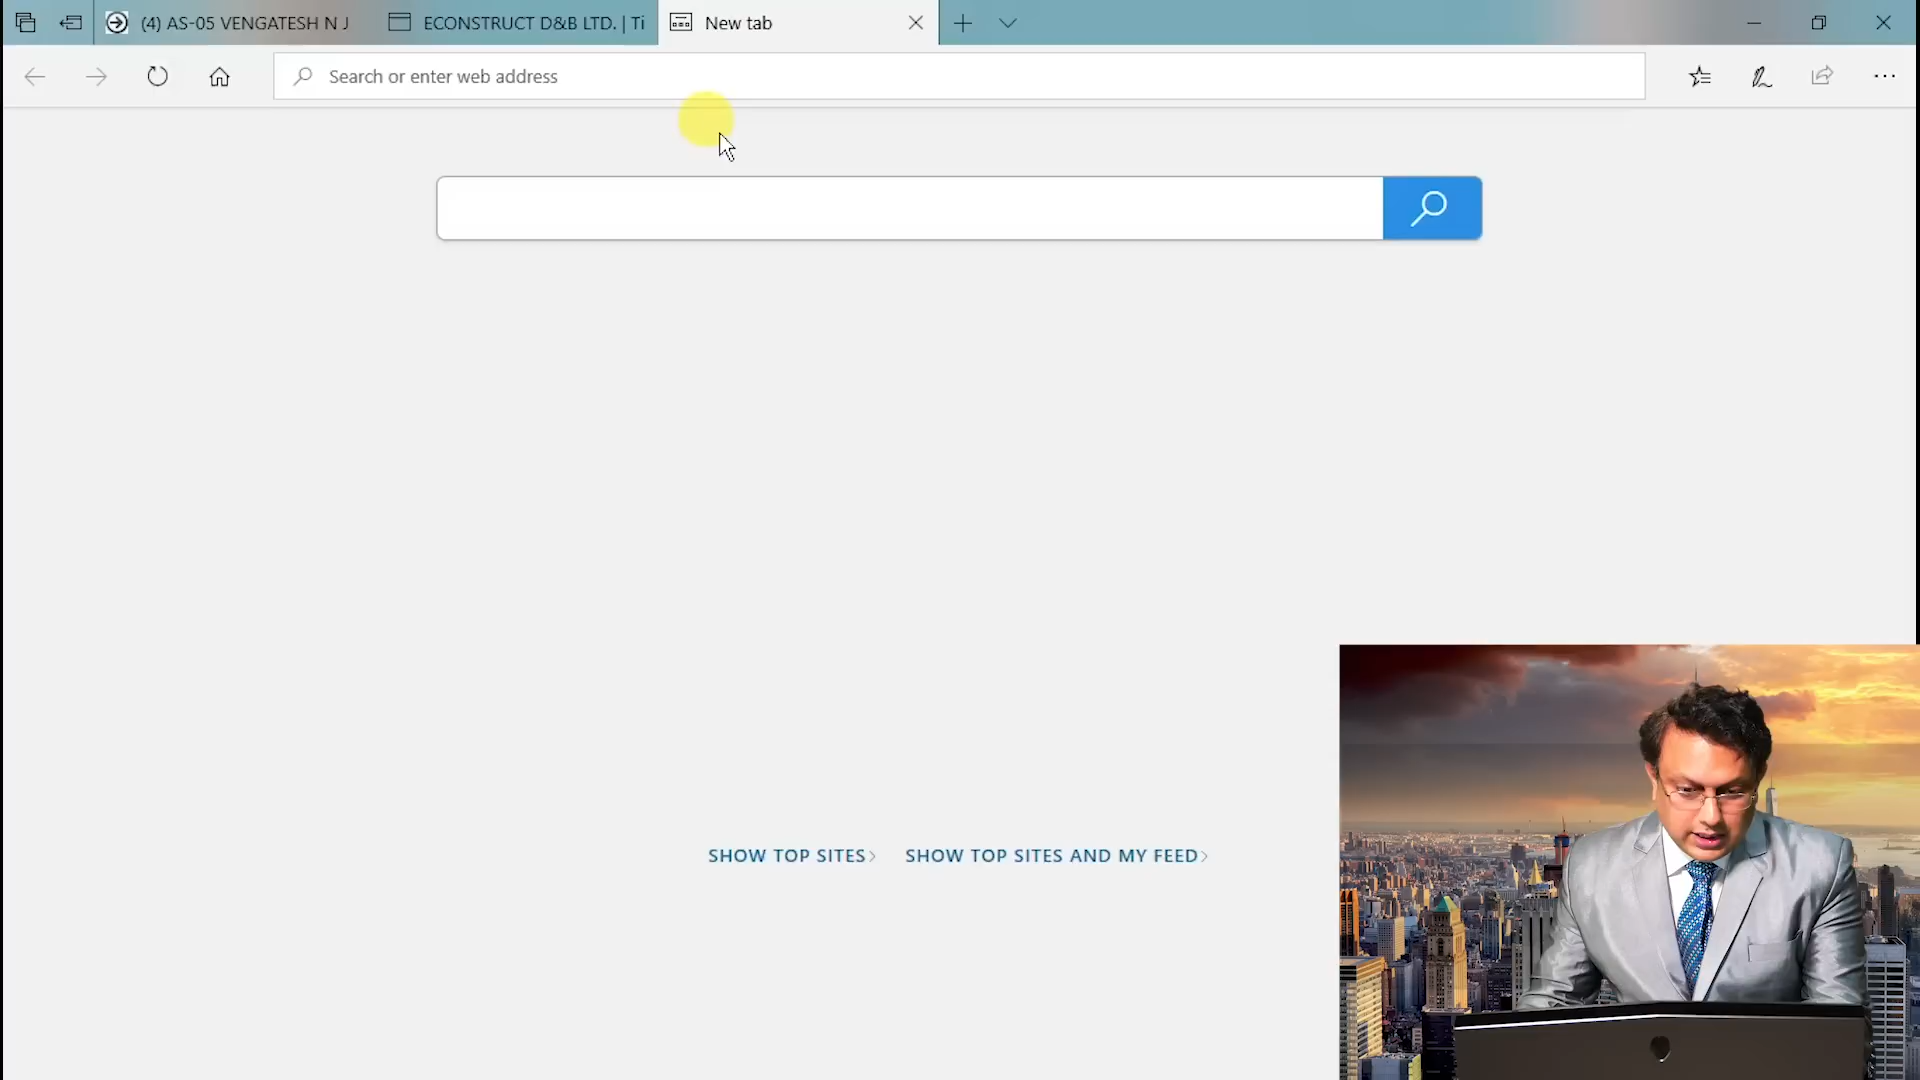 (4) AS-05 VENGATESH N J
ECONSTRUCT D&B LTD. | Ti
New tab
Search or enter web address
SHOW TOP SITES
SHOW TOP SITES AND MY FEED